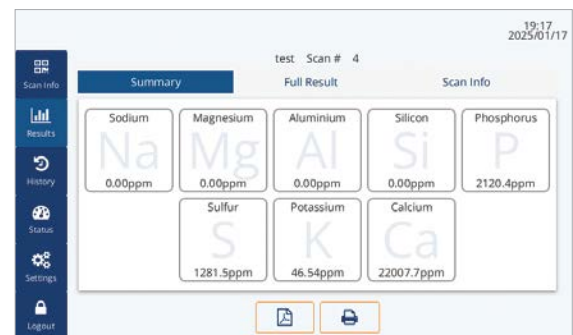 19:17
2025/01/17
test Scan # 4
Scan Info
Summary Full Result Scan Info
Results
History
Status
Settings
Logout
Sodium Magnesium Aluminium Silicon Phosphorus
Na Mg Al Si P
0.00ppm 0.00ppm 0.00ppm 0.00ppm 2120.4ppm
Sulfur Potassium Calcium
S K Ca
1281.5ppm 46.54ppm 22007.7ppm